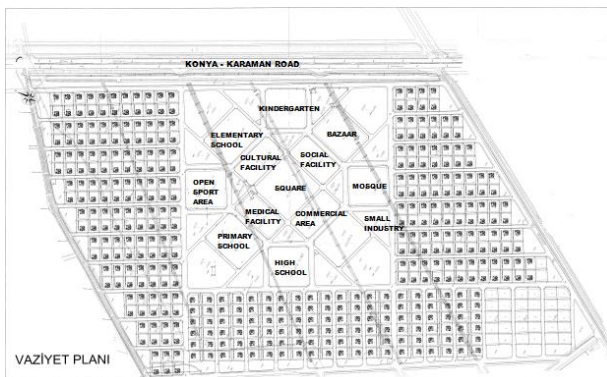 KONYA - KARAMAN ROAD
KINDERGARTEN
ELEMENTARY
SCHOOL
BAZAAR
CULTURAL
FACILITY
SOCIAL
FACILITY
OPEN
SPORT
AREA
SQUARE
MOSQUE
MEDICAL
FACILITY
COMMERCIAL
AREA
SMALL
INDUSTRY
PRIMARY
SCHOOL
HIGH
SCHOOL
VAZİYET PLANI